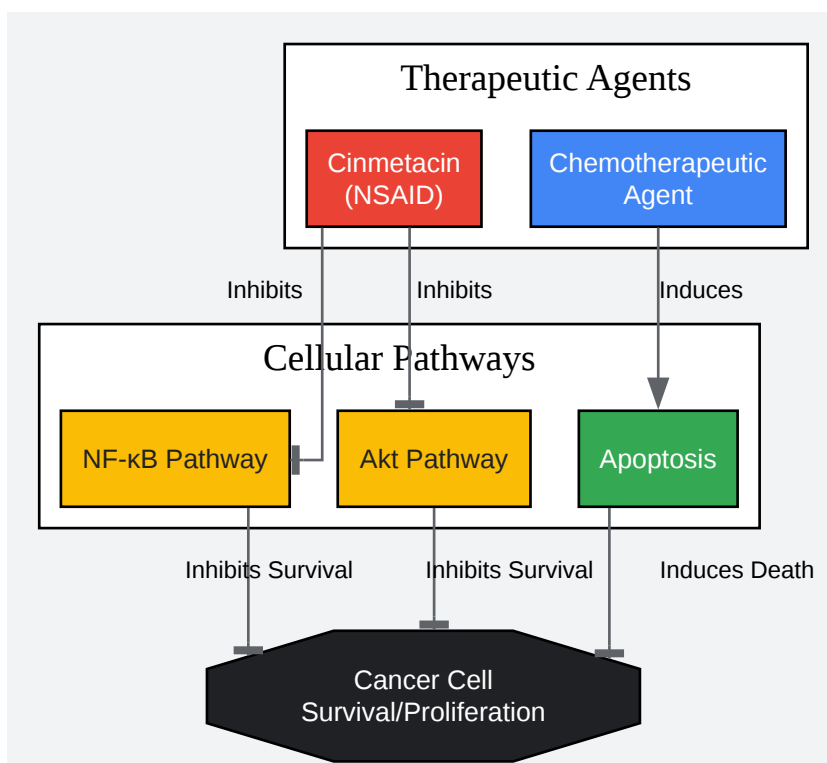 Therapeutic Agents
Cinmetacin
(NSAID)
Chemotherapeutic
Agent
Inhibits
Inhibits
Induces
Cellular Pathways
NF-κB Pathway
Akt Pathway
Apoptosis
Inhibits Survival
Inhibits Survival
Induces Death
Cancer Cell
Survival/Proliferation